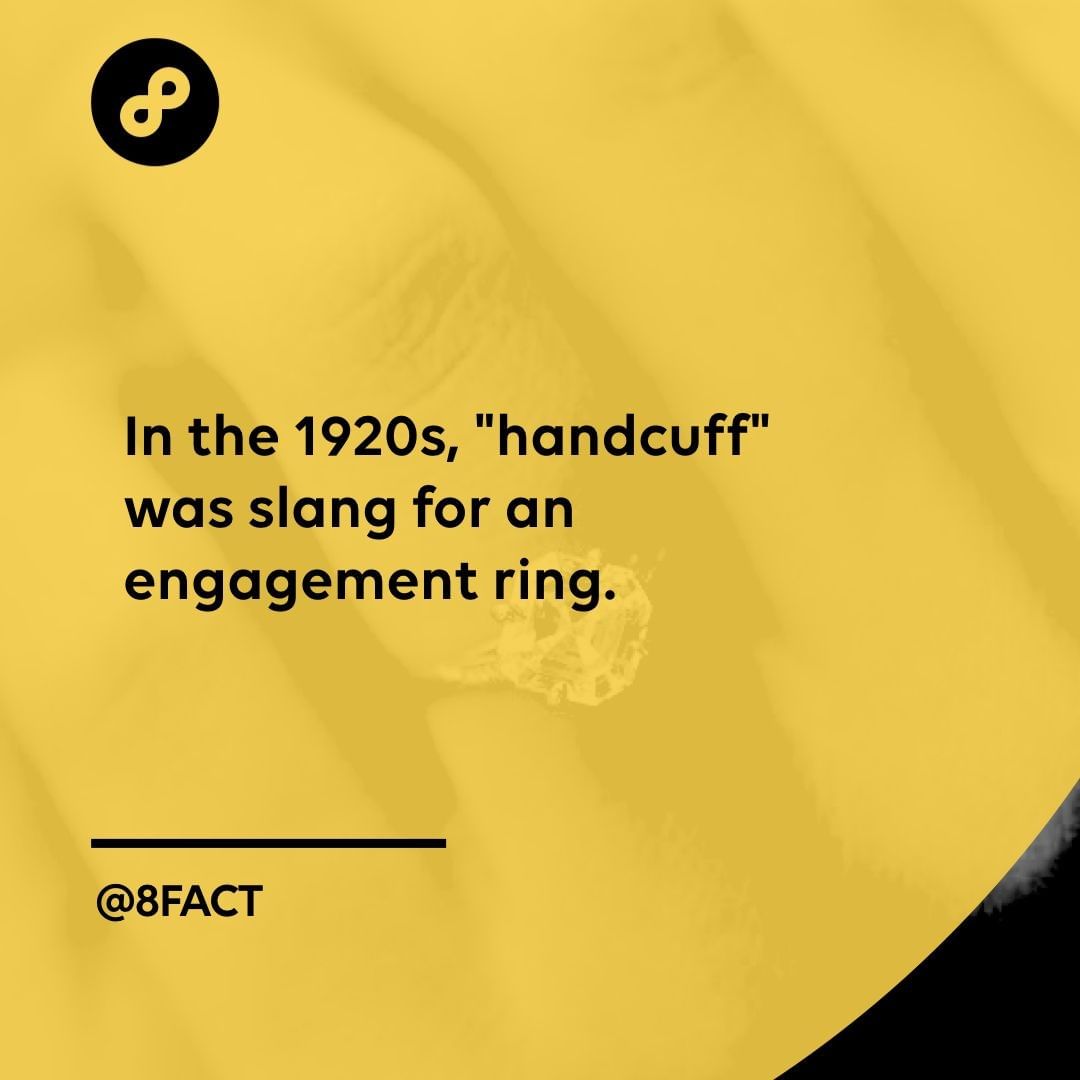 In the 1920s, "handcuff"
was slang for an
engagement ring.
@8FACT